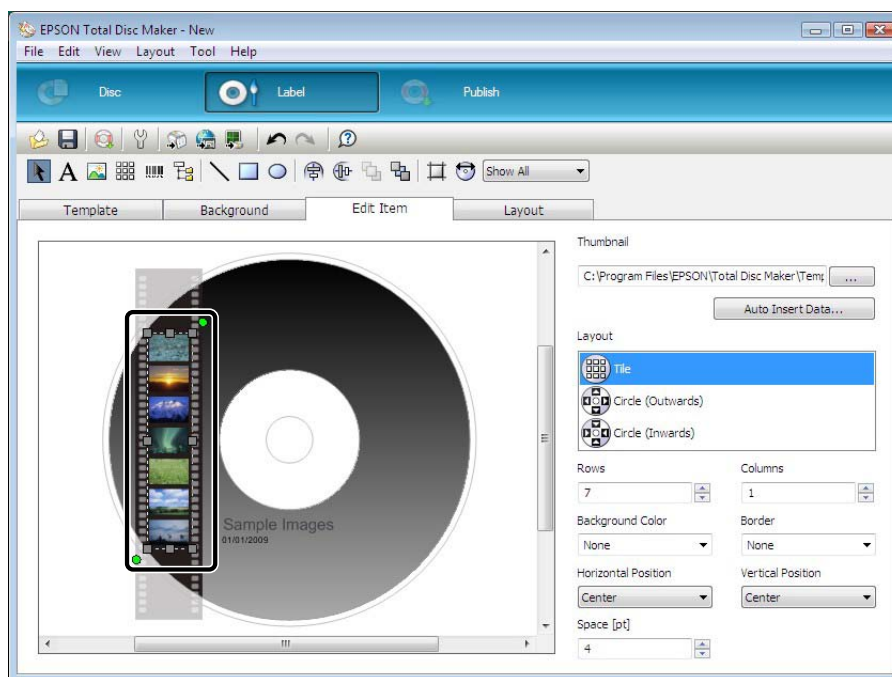 EPSON Total Disc Maker - New
File Edit View Layout Tool Help
Disc Label Publish
Show All
Template Background Edit Item Layout
Thumbnail
C:\Program Files\EPSON\Total Disc Maker\Temp ...
Auto Insert Data...
Layout
Tile
Circle (Outwards)
Circle (Inwards)
Rows Columns
7 1
Background Color Border
None None
Horizontal Position Vertical Position
Center Center
Space [pt]
4
Sample Images
01/01/2009